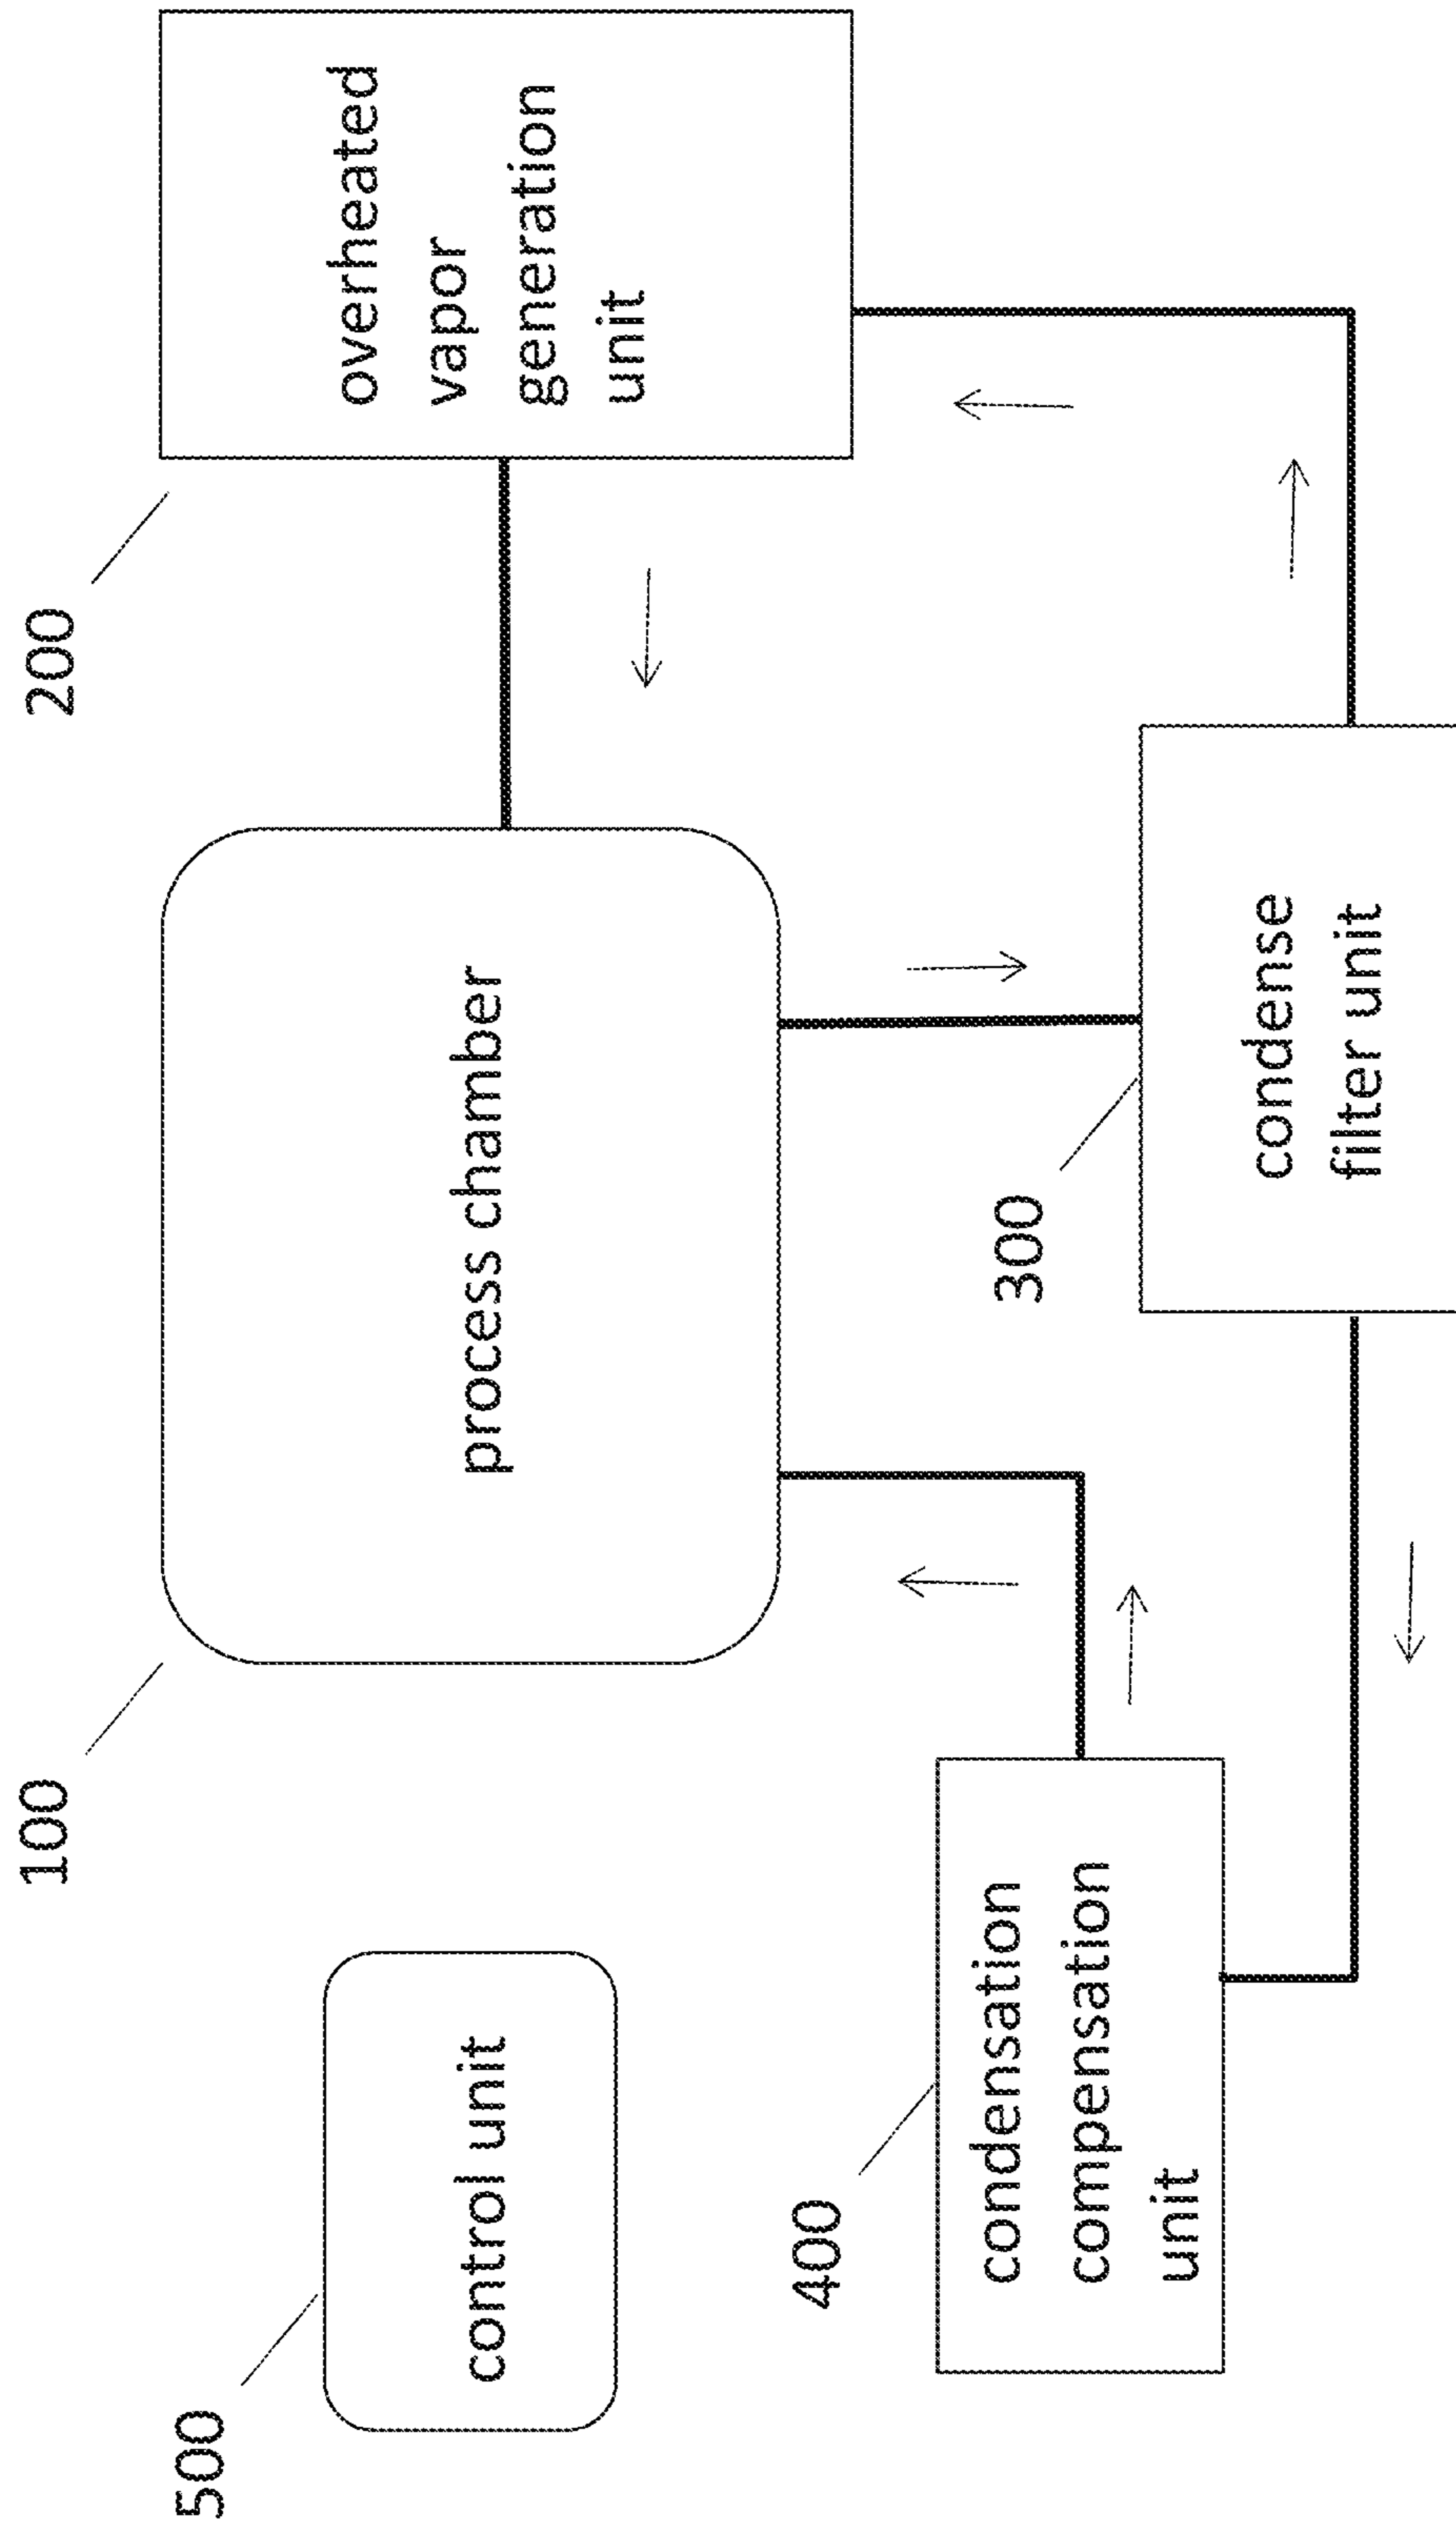 500
control unit
100
process chamber
200
overheated
vapor
generation
unit
400
condensation
compensation
unit
300
condense
filter unit